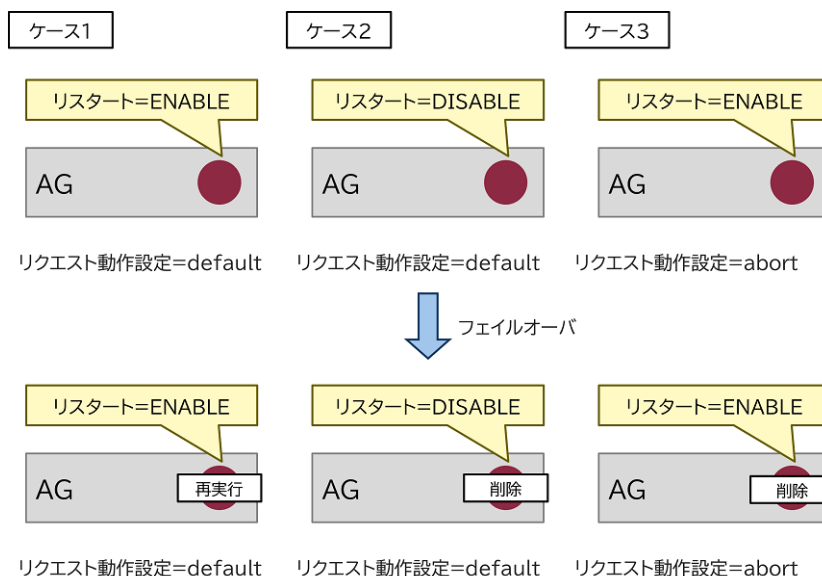 ケース1
ケース2
ケース3
リスタート=ENABLE
リスタート=DISABLE
リスタート=ENABLE
AG
AG
AG
リクエスト動作設定=default
リクエスト動作設定=default
リクエスト動作設定=abort
フェイルオーバ
リスタート=ENABLE
リスタート=DISABLE
リスタート=ENABLE
AG
再実行
AG
削除
AG
削除
リクエスト動作設定=default
リクエスト動作設定=default
リクエスト動作設定=abort